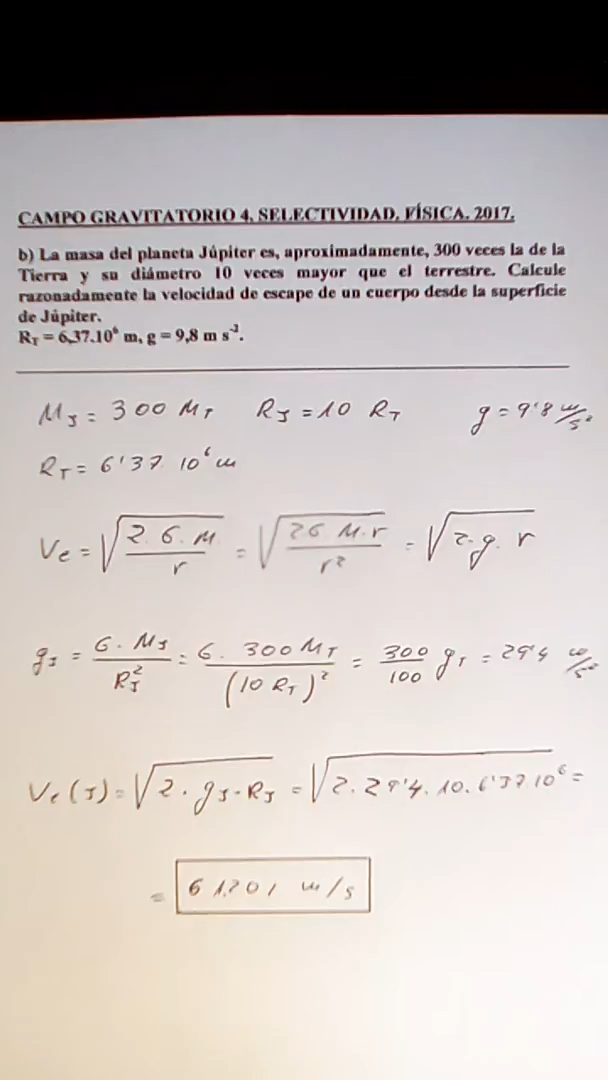 CAMPO GRAVITATORIO 4. SELECTIVIDAD. FÍSICA. 2017.
b) La masa del planeta Júpiter es, aproximadamente, 300 veces la de la
Tierra y su diámetro 10 veces mayor que el terrestre. Calcule
razonadamente la velocidad de escape de un cuerpo desde la superficie
de Júpiter.
R_T = 6,37.10⁶ m, g = 9,8 m s⁻².
M_J = 300 M_T R_J = 10 R_T g = 9'8 m/s²
R_T = 6'37 10⁶ m
Ve = √(2.G.M/r) = √(2G M.r/r²) = √(2.g.r)
g_J = G.M_J/R_J² = G.300 M_T/(10 R_T)² = 300/100 g_T = 29'4 m/s²
Ve(J) = √(2.g_J.R_J) = √(2.29'4.10.6'37 10⁶) =
= 61201 m/s